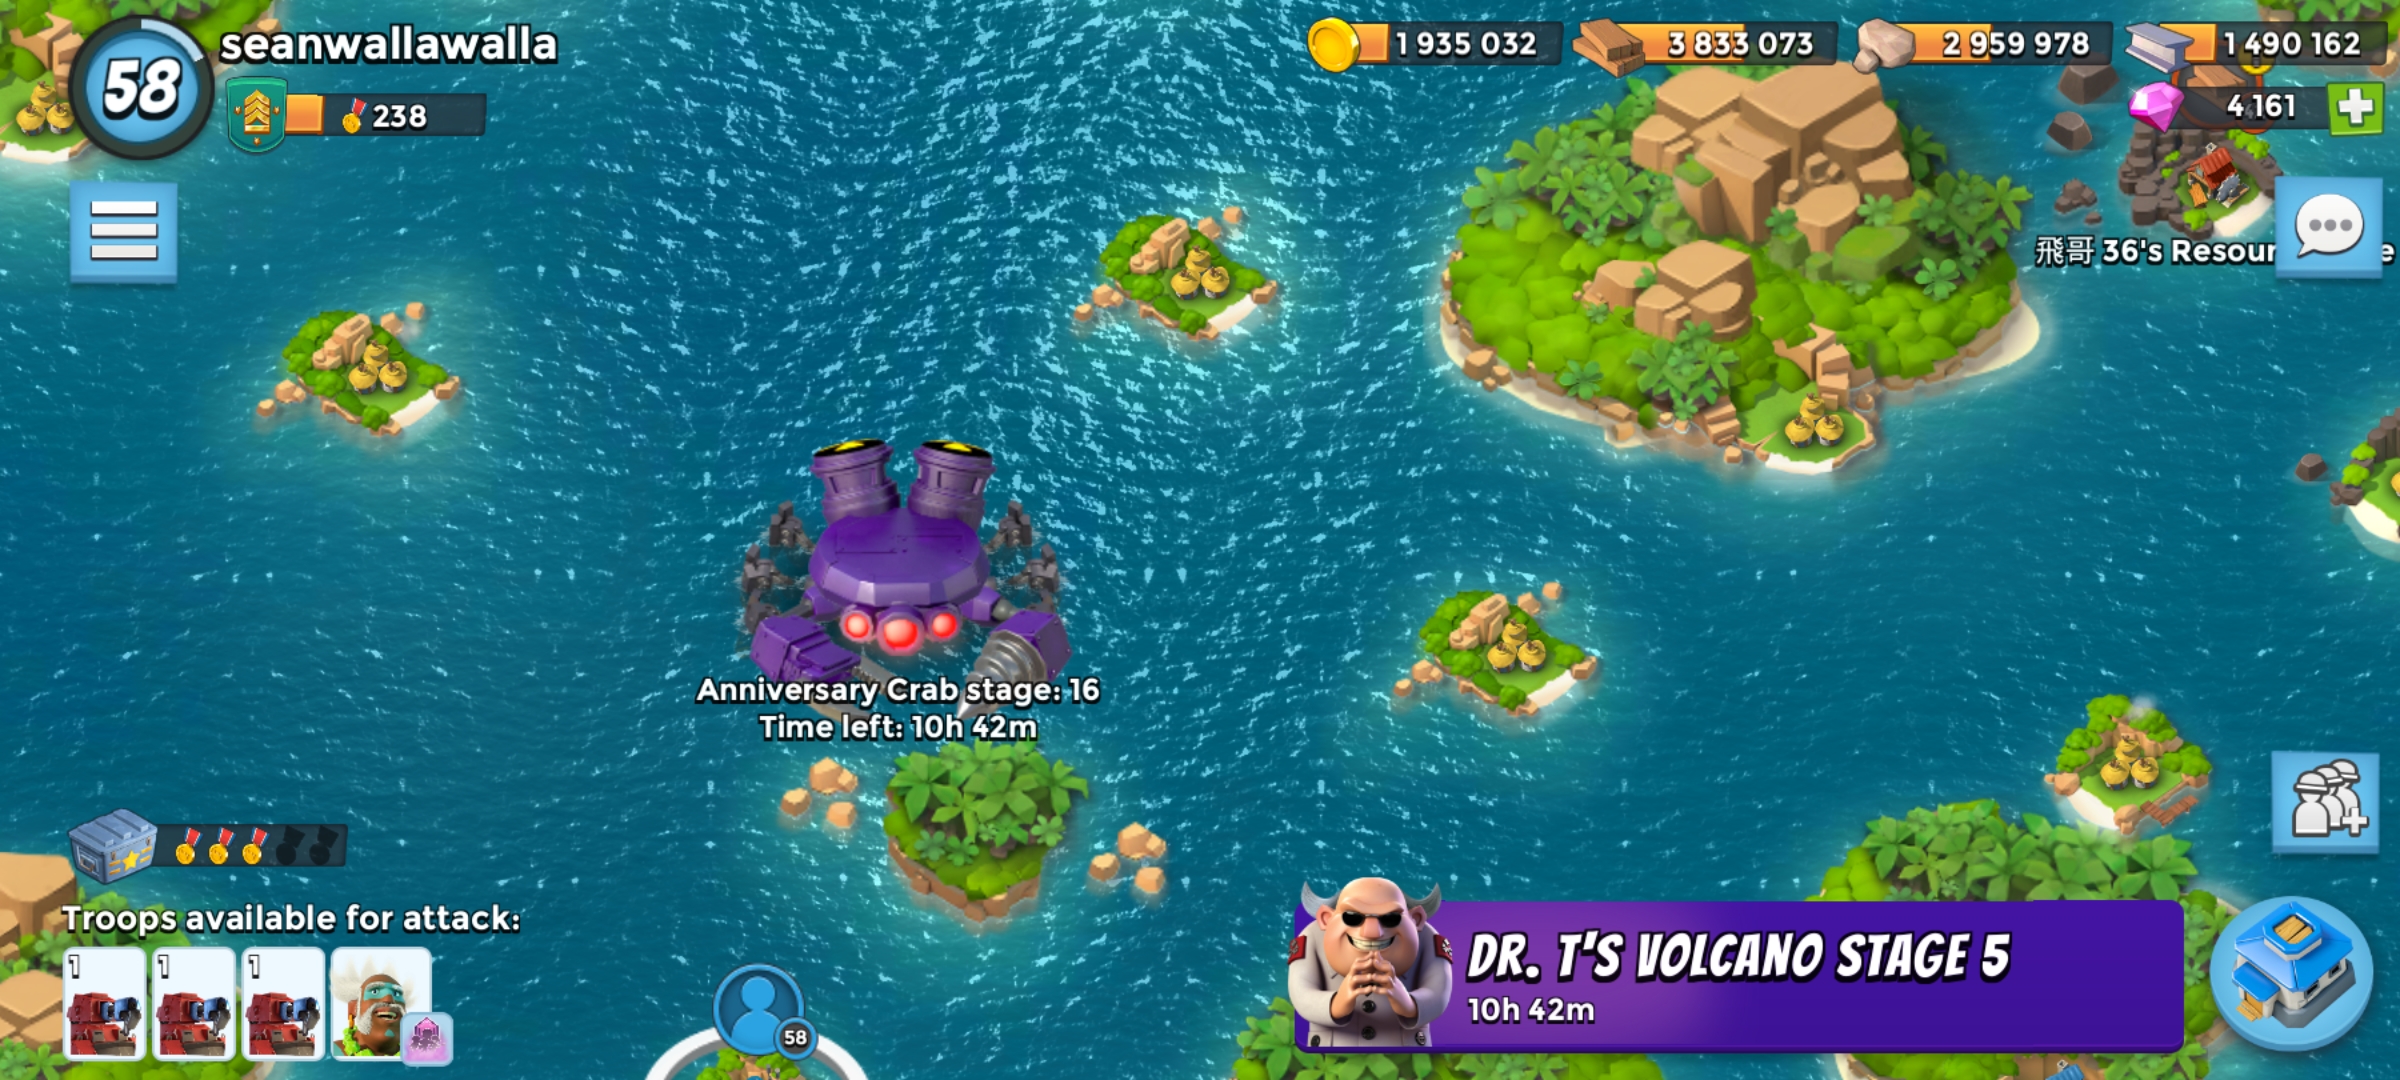 58
seanwallawalla
238
1 935 032
3 833 073
2 959 978
1 490 162
4 161
飛哥 36's Resour
Anniversary Crab stage: 16
Time left: 10h 42m
Troops available for attack:
1
1
1
58
DR. T'S VOLCANO STAGE 5
10h 42m